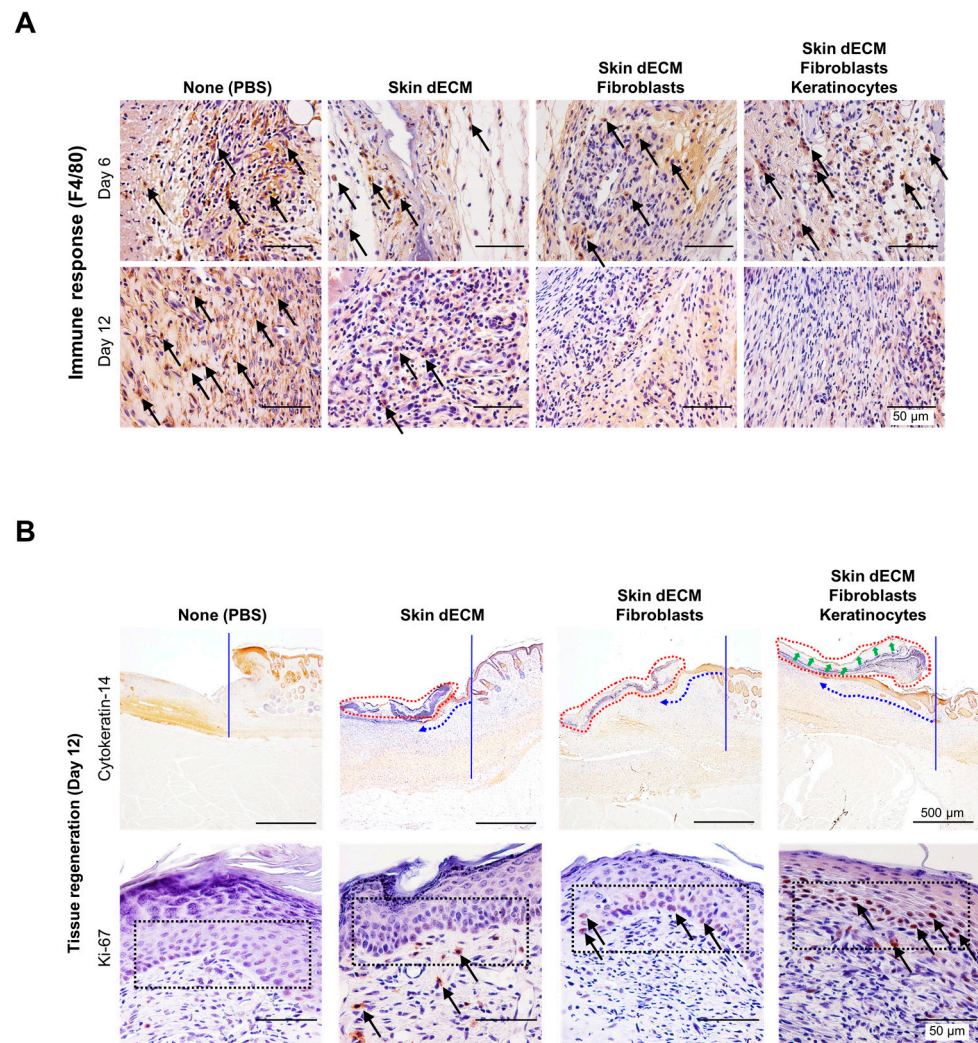 A
None (PBS)
Skin dECM
Skin dECM
Fibroblasts
Skin dECM
Fibroblasts
Keratinocytes
Immune response (F4/80)
Day 6
Day 12
50 µm
B
None (PBS)
Skin dECM
Skin dECM
Fibroblasts
Skin dECM
Fibroblasts
Keratinocytes
Tissue regeneration (Day 12)
Cytokeratin-14
500 µm
Ki-67
50 µm